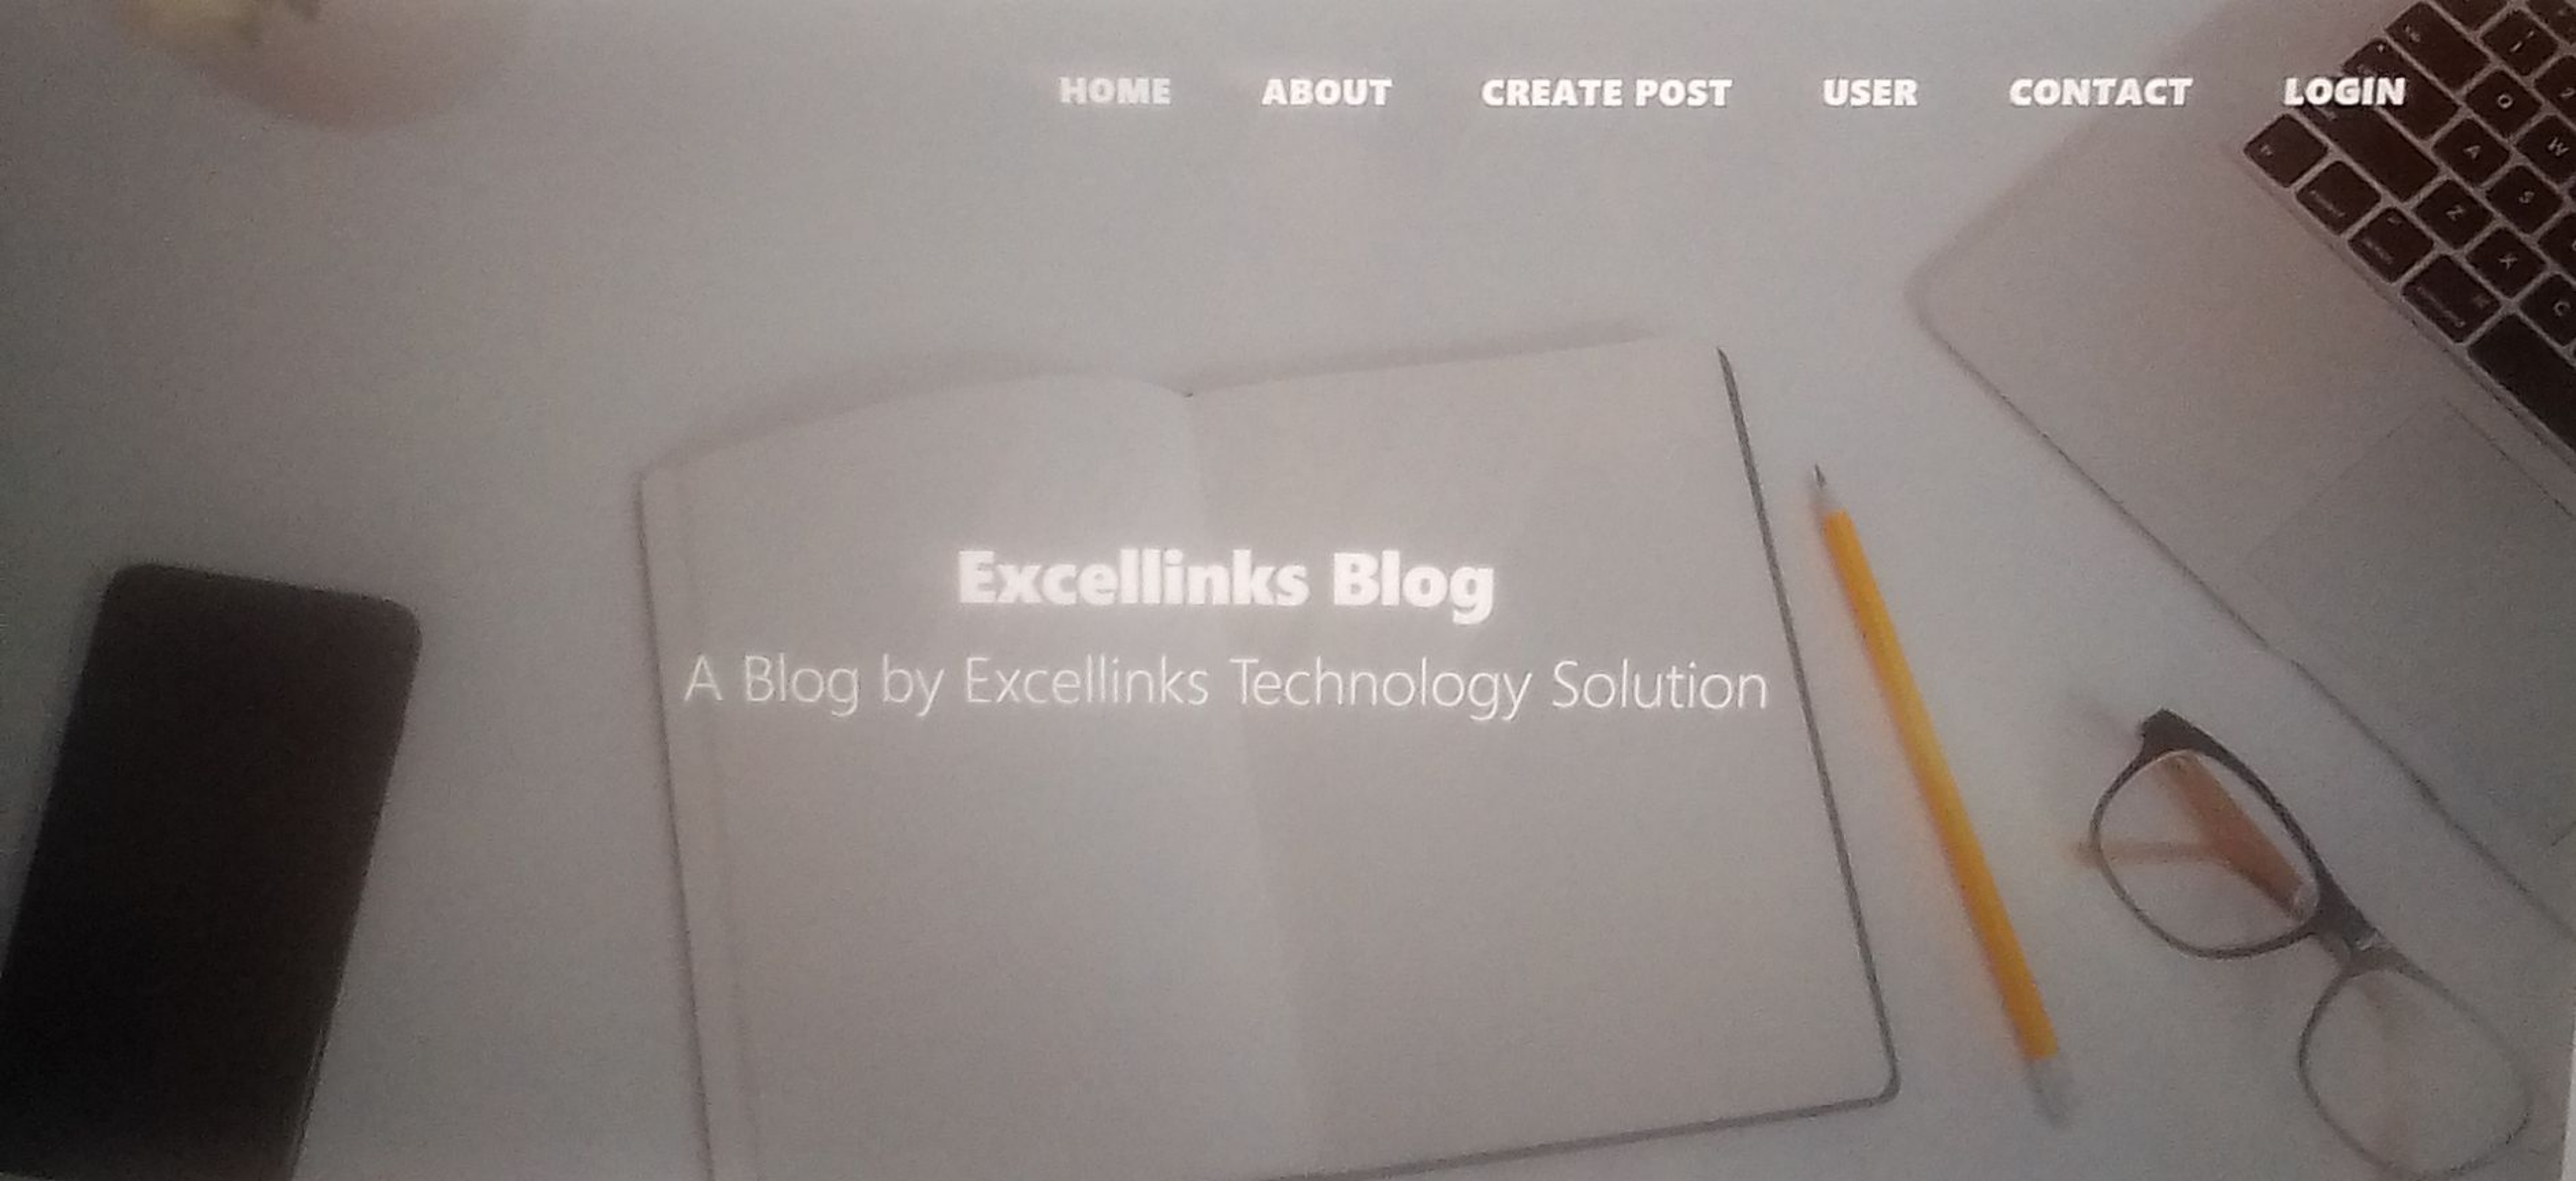 HOME ABOUT CREATE POST USER CONTACT LOGIN
Excellinks Blog
A Blog by Excellinks Technology Solution